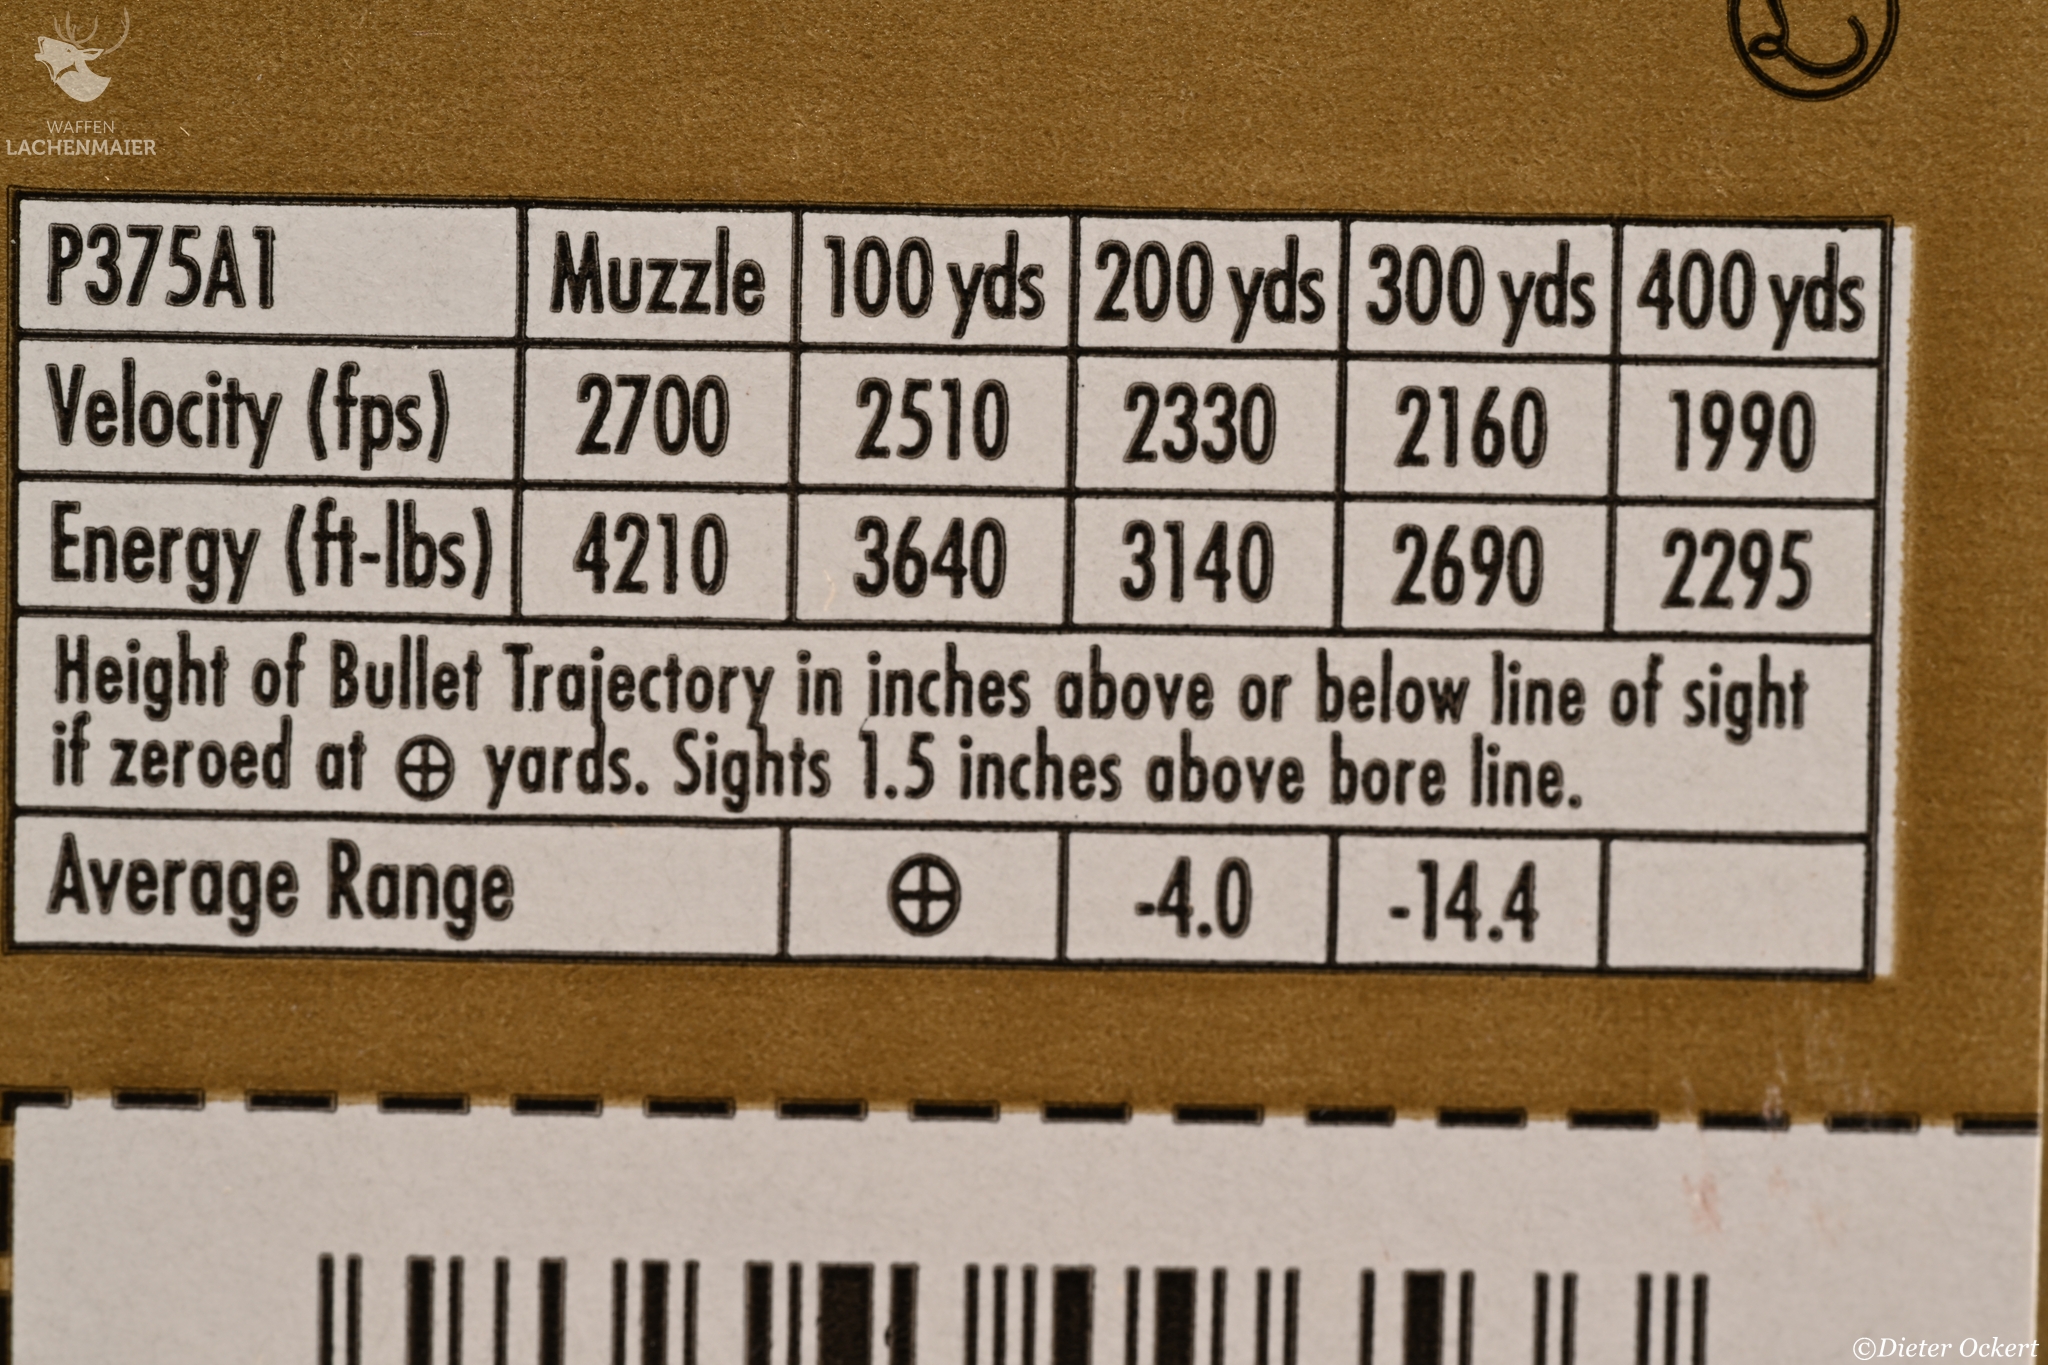 WAFFEN
LACHENMAIER
P375A1 Muzzle 100 yds 200 yds 300 yds 400 yds
Velocity (fps) 2700 2510 2330 2160 1990
Energy (ft-lbs) 4210 3640 3140 2690 2295
Height of Bullet Trajectory in inches above or below line of sight
if zeroed at ⊕ yards. Sights 1.5 inches above bore line.
Average Range ⊕ -4.0 -14.4
©Dieter Ockert